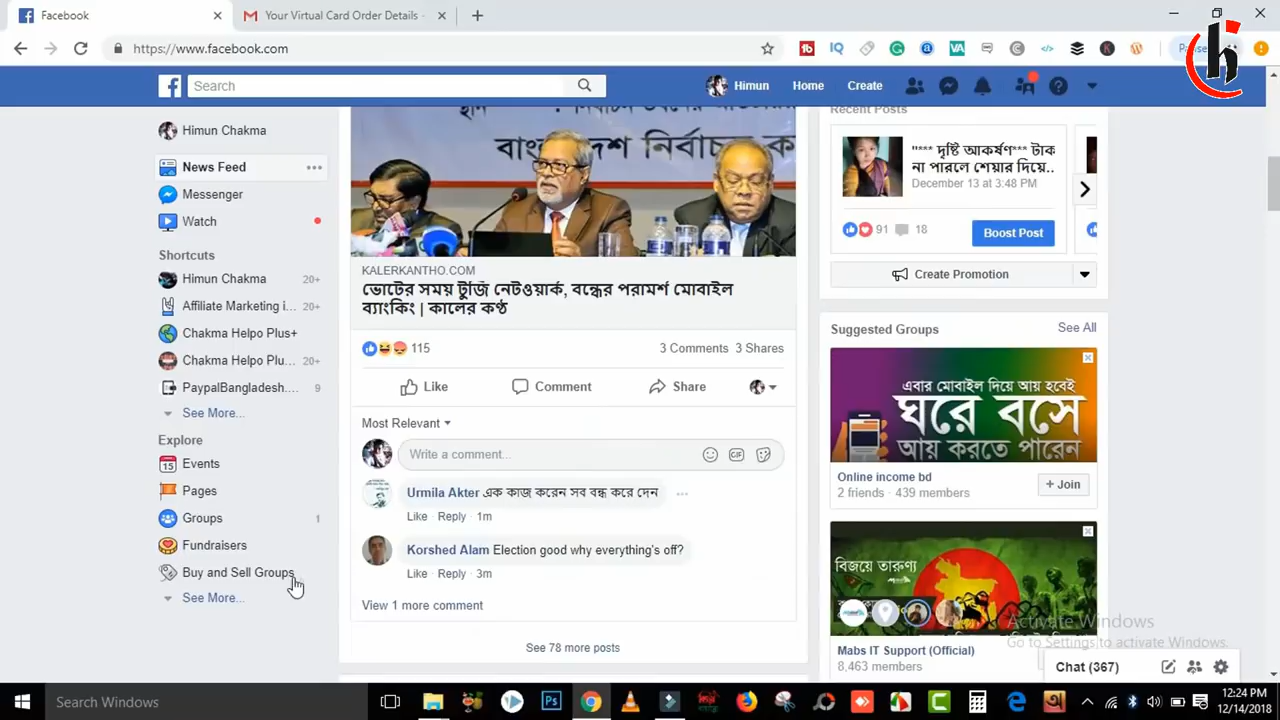 Facebook
Your Virtual Card Order Details -
https://www.facebook.com
Search
Himun
Home
Create
Himun Chakma
News Feed
Messenger
Watch
Shortcuts
Himun Chakma 20+
Affiliate Marketing i... 20+
Chakma Helpo Plus+
Chakma Helpo Plu... 20+
PaypalBangladesh.... 9
See More...
Explore
Events
Pages
Groups 1
Fundraisers
Buy and Sell Groups
See More...
KALERKANTHO.COM
ভোটের সময় টুজি নেটওয়ার্ক, বন্ধের পরামর্শ মোবাইল
ব্যাংকিং | কালের কণ্ঠ
115
3 Comments 3 Shares
Like Comment Share
Most Relevant
Write a comment...
GIF
Urmila Akter এক কাজ করেন সব বন্ধ করে দেন
Like · Reply · 1m
Korshed Alam Election good why everything's off?
Like · Reply · 3m
View 1 more comment
See 78 more posts
Recent Posts
"*** দৃষ্টি আকর্ষণ*** টাক
না পারলে শেয়ার দিয়ে..
December 13 at 3:48 PM
91 18
Boost Post
Create Promotion
Suggested Groups
See All
এবার মোবাইল দিয়ে আয় হবেই
ঘরে বসে
আয় করতে পারেন
Online income bd
2 friends · 439 members
+ Join
বিজয়ে তারুণ্য
Mabs IT Support (Official)
8,463 members
Activate Windows
Go to Settings to activate Windows.
Chat (367)
Search Windows
12:24 PM
12/14/2018